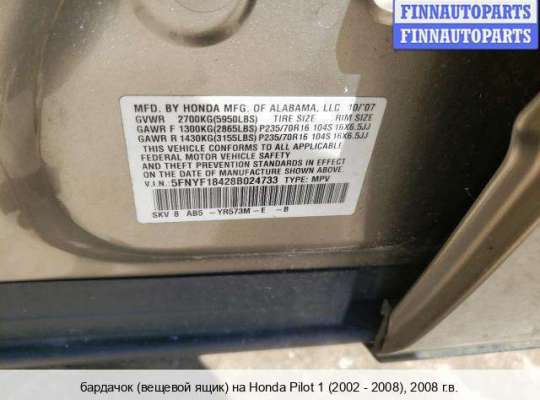 FINNAUTOPARTS
FINNAUTOPARTS
MFD. BY HONDA MFG. OF ALABAMA, LLC 10/'07
GVWR 2700KG(5950LBS) TIRE SIZE RIM SIZE
GAWR F 1300KG(2865LBS) P235/70R16 104S 16X6.5JJ
GAWR R 1430KG(3155LBS) P235/70R16 104S 16X6.5JJ
THIS VEHICLE CONFORMS TO ALL APPLICABLE
FEDERAL MOTOR VEHICLE SAFETY
AND THEFT PREVENTION STANDARDS IN EFFECT
ON THE DATE OF MANUFACTURE SHOWN ABOVE.
V.I.N.: 5FNYF18428B024733 TYPE: MPV
SKV 8 AB5 -YR573M-E -B
бардачок (вещевой ящик) на Honda Pilot 1 (2002 - 2008), 2008 г.в.